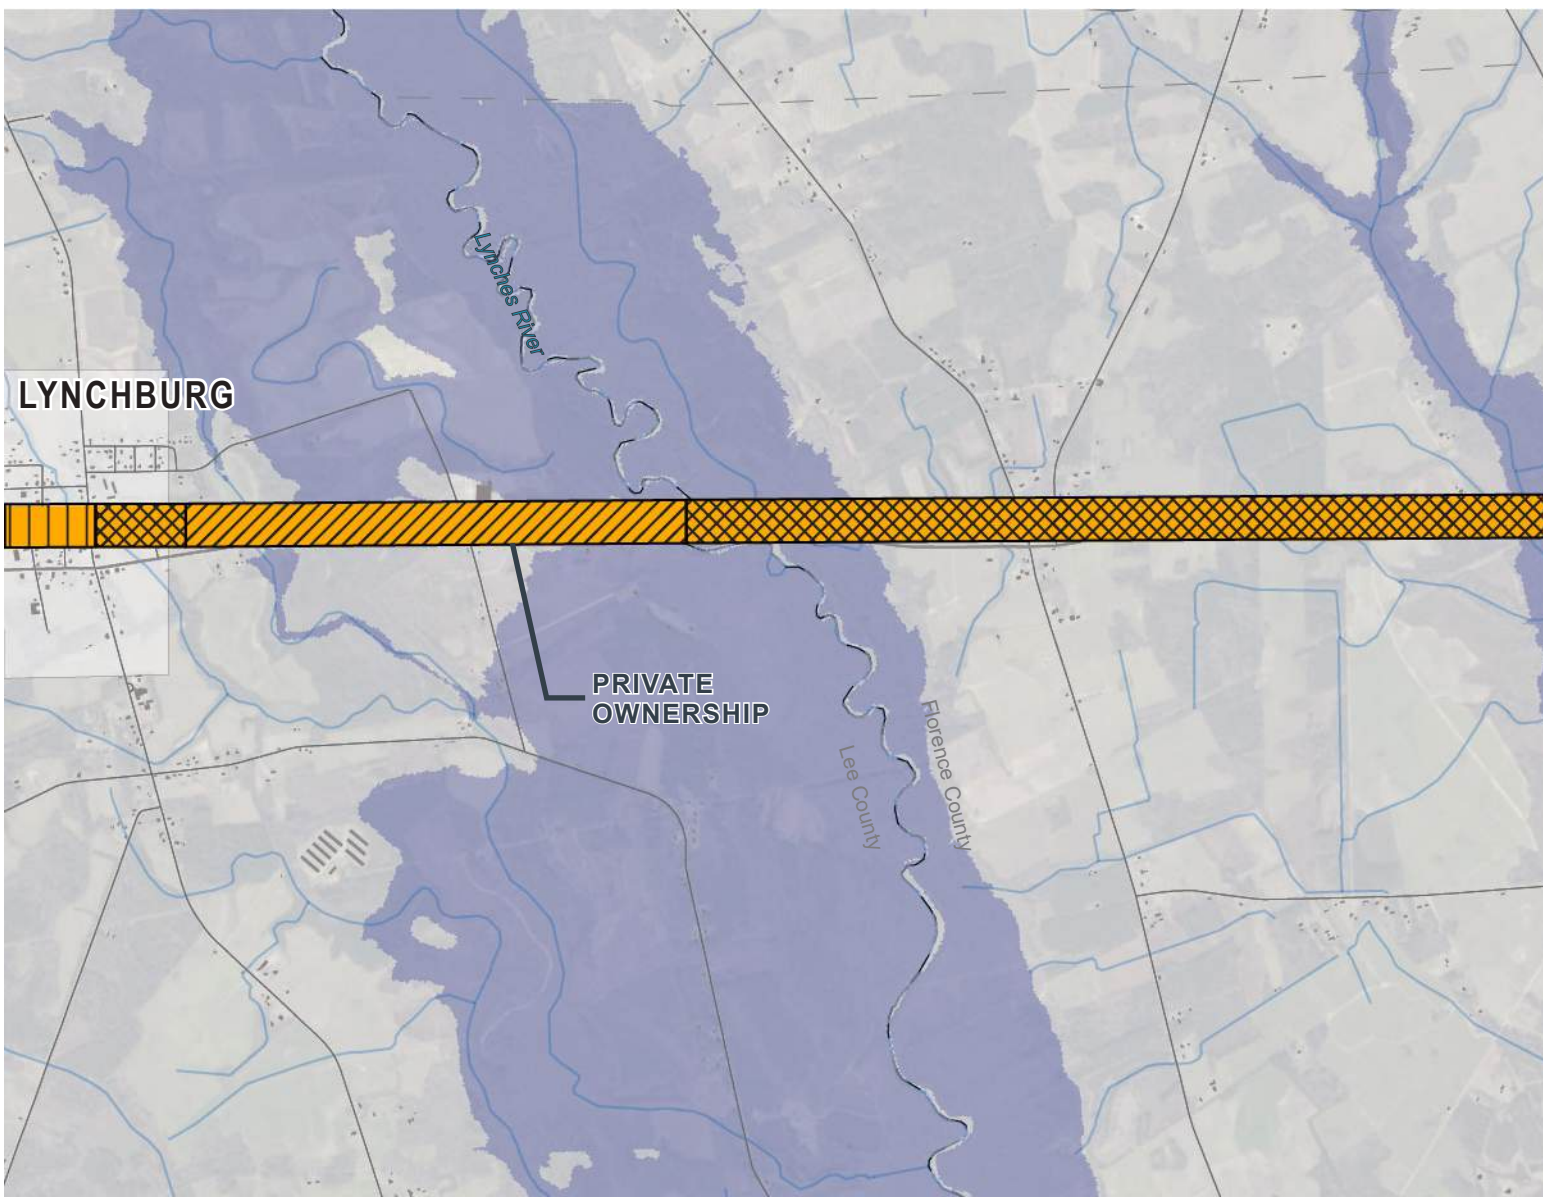 Lynches River
LYNCHBURG
PRIVATE
OWNERSHIP
Lee County
Florence County